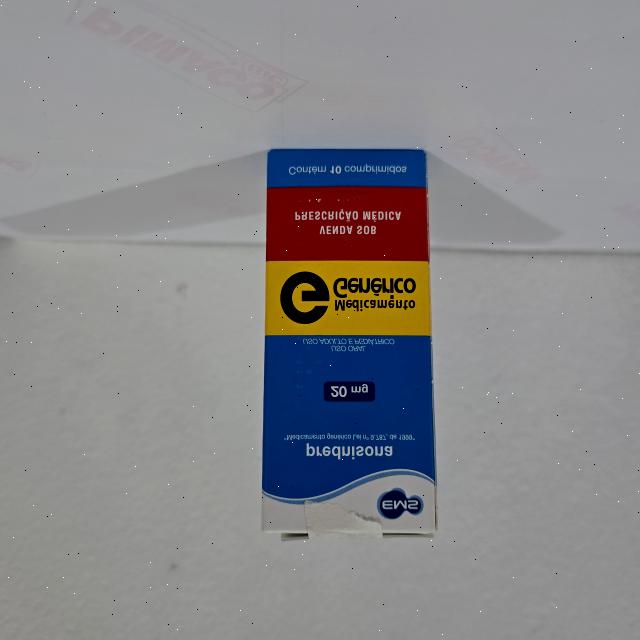 EMS
prednisona
"Medicamento genérico Lei nº 9.787, de 1999"
20 mg
USO ORAL
USO ADULTO E PEDIÁTRICO
Medicamento
Genérico
VENDA SOB
PRESCRIÇÃO MÉDICA
Contém 10 comprimidos
PIMACO